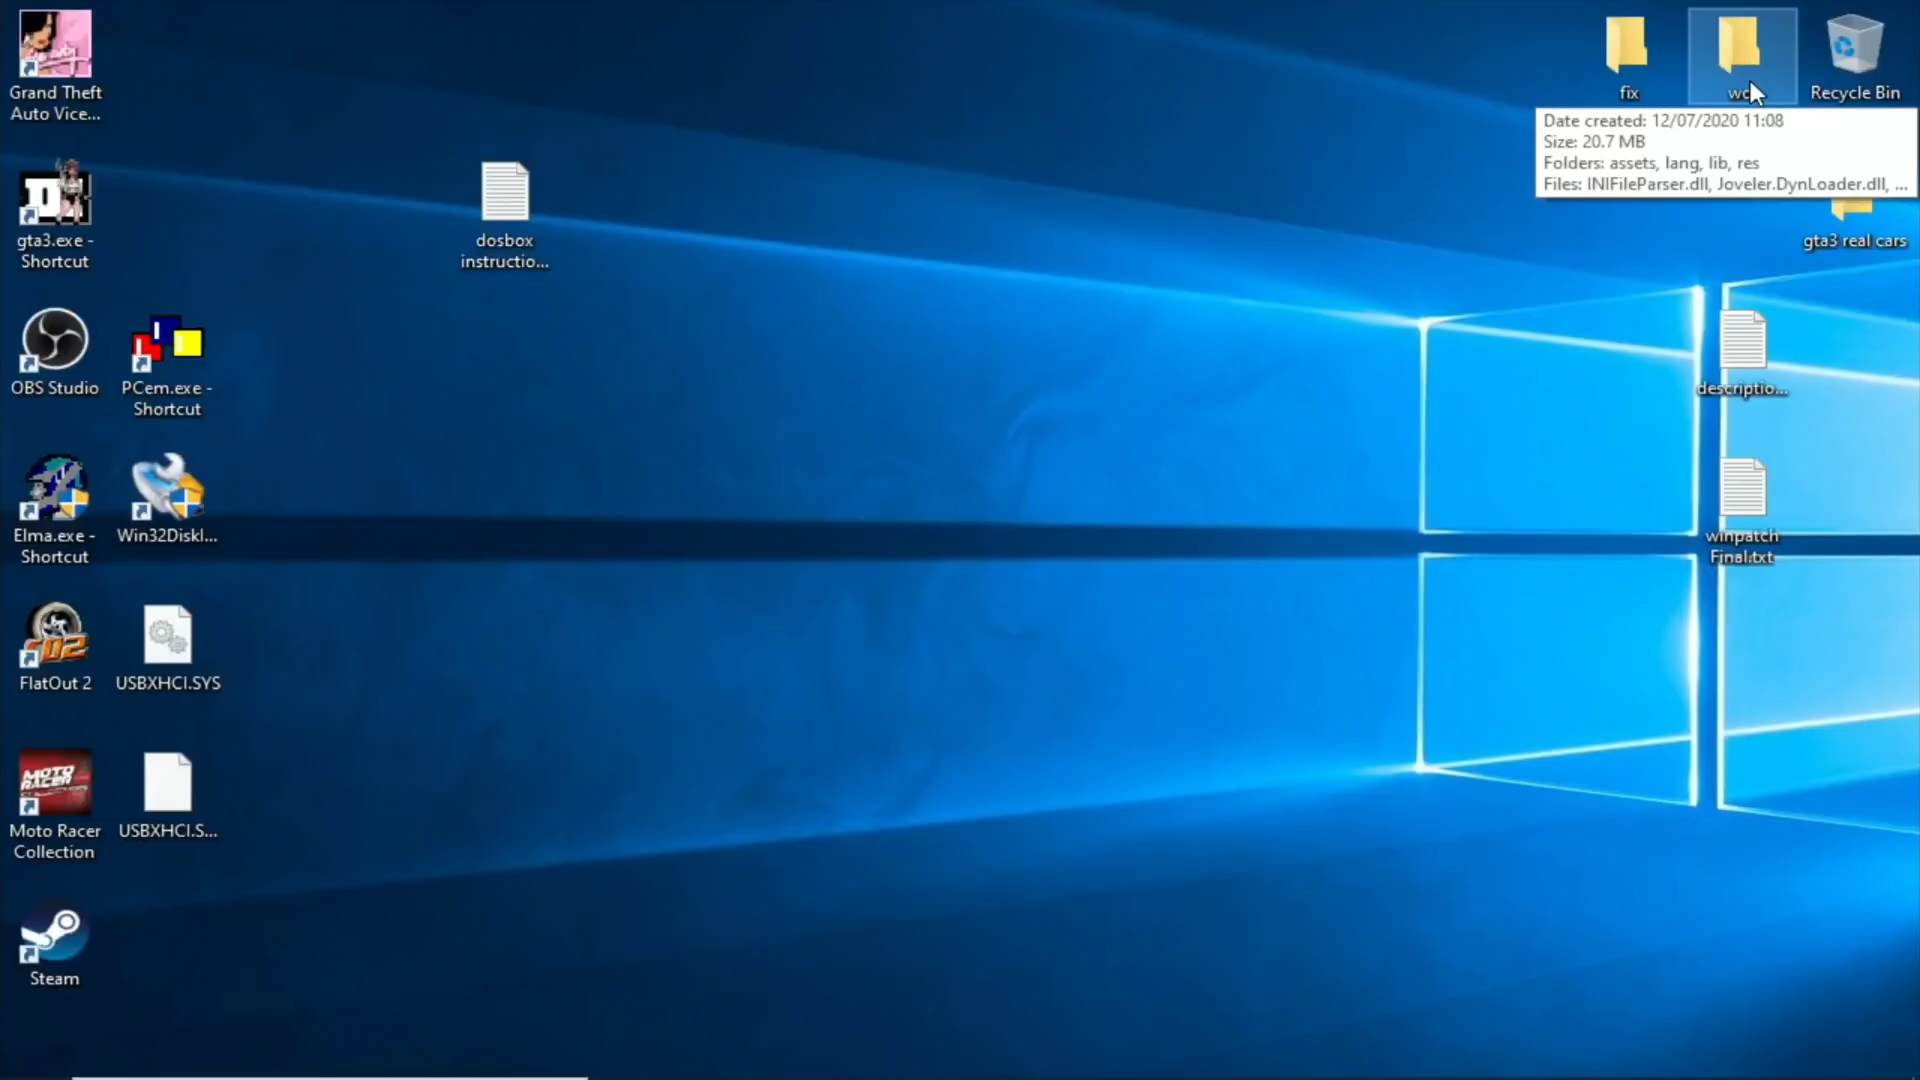 Grand Theft
Auto Vice...
gta3.exe -
Shortcut
OBS Studio
PCem.exe -
Shortcut
Elma.exe -
Shortcut
Win32DiskI...
FlatOut 2
USBXHCI.SYS
MOTO
RACER
Moto Racer
Collection
USBXHCI.S...
Steam
dosbox
instructio...
fix
Recycle Bin
Date created: 12/07/2020 11:08
Size: 20.7 MB
Folders: assets, lang, lib, res
Files: INIFileParser.dll, Joveler.DynLoader.dll, ...
gta3 real cars
descriptio...
winpatch
Final.txt